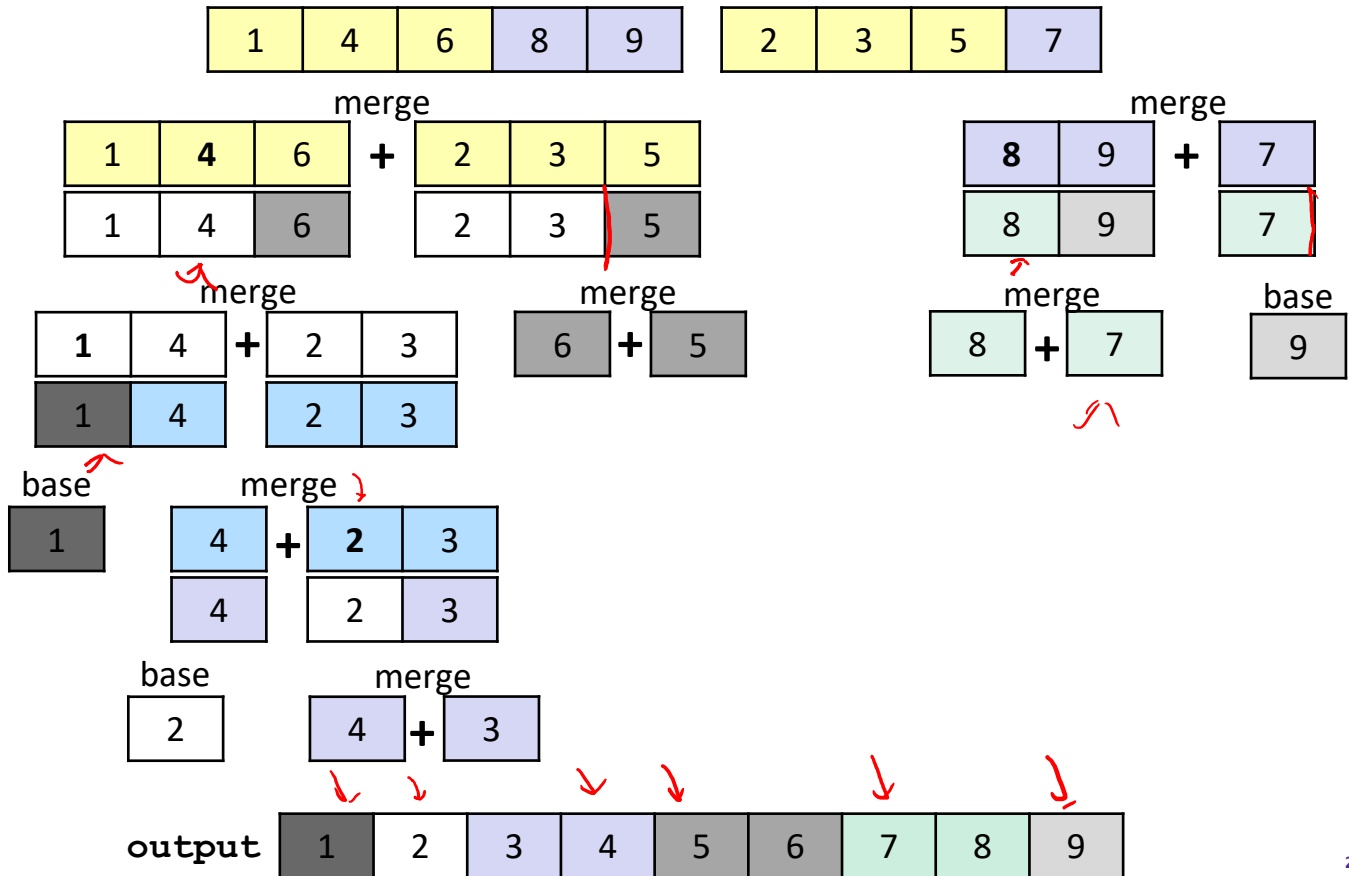 1 4 6 8 9 2 3 5 7
merge merge
1 4 6 + 2 3 5 8 9 + 7
1 4 6 2 3 5 8 9 7
merge merge merge base
1 4 + 2 3 6 + 5 8 + 7 9
1 4 2 3
base merge
1 4 + 2 3
4 2 3
base merge
2 4 + 3
output 1 2 3 4 5 6 7 8 9